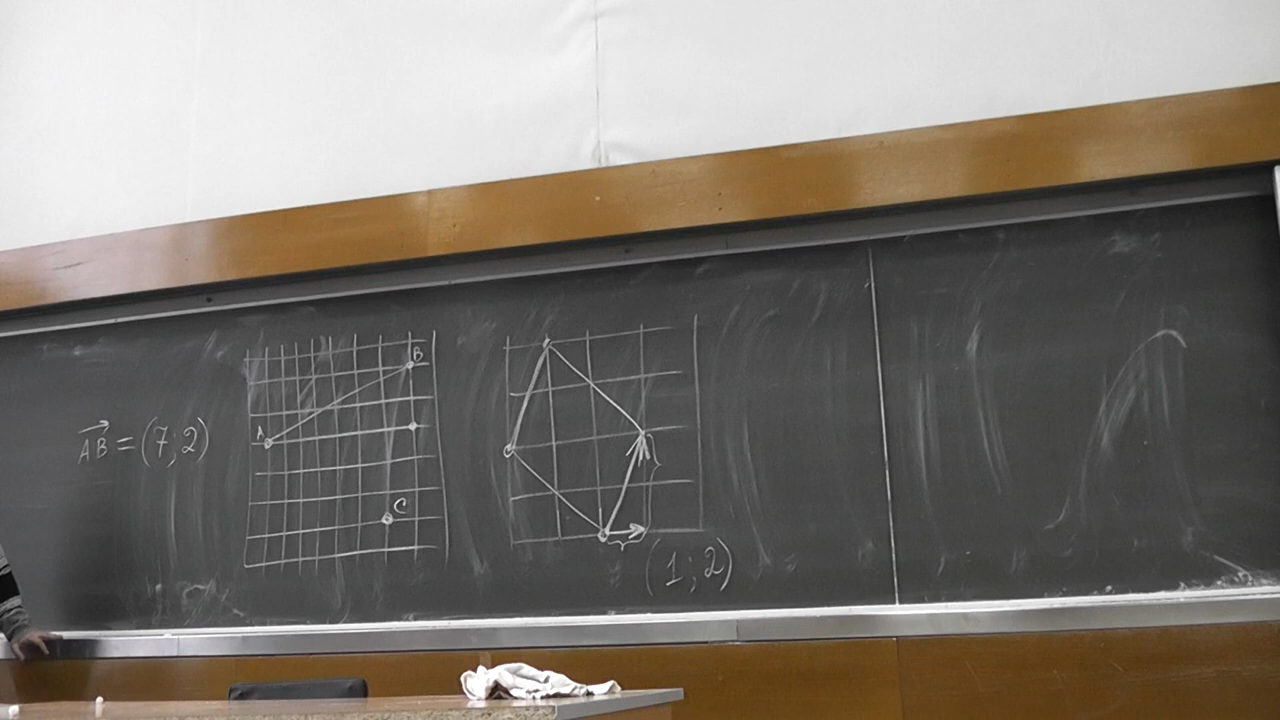 AB = (7; 2)
A
B
C
(1; 2)